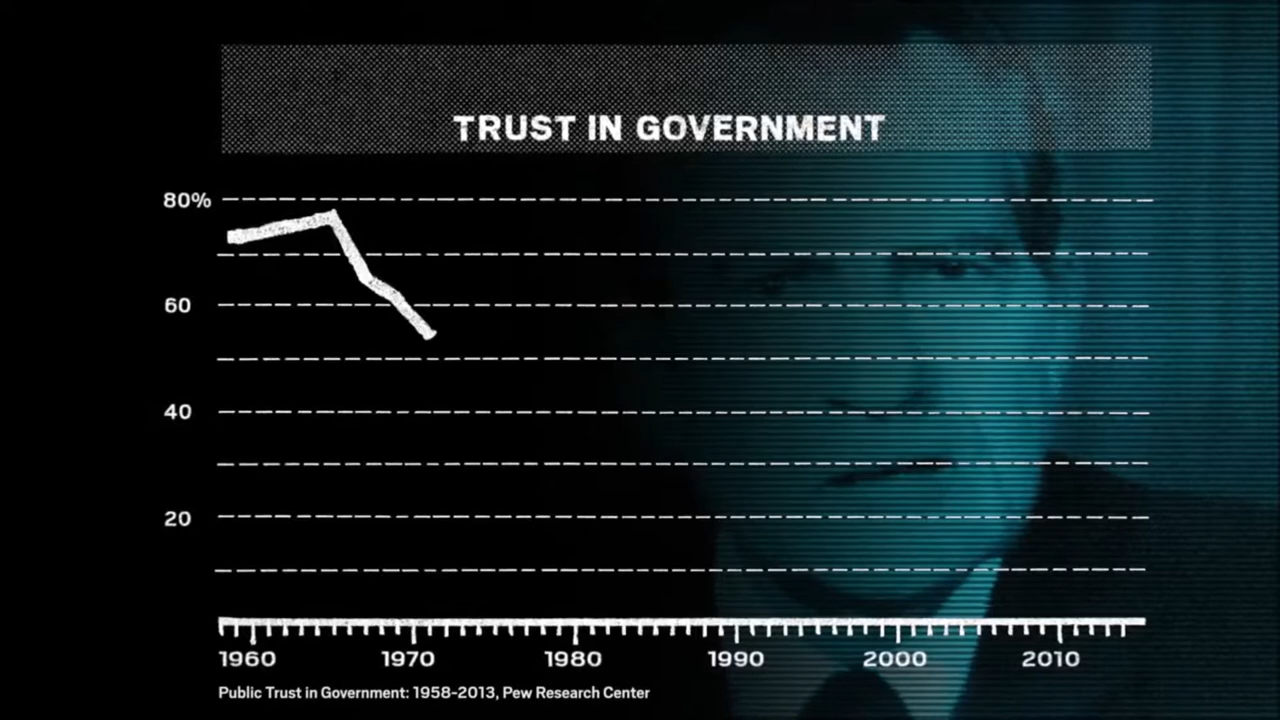 TRUST IN GOVERNMENT
80%
60
40
20
1960 1970 1980 1990 2000 2010
Public Trust in Government: 1958-2013, Pew Research Center